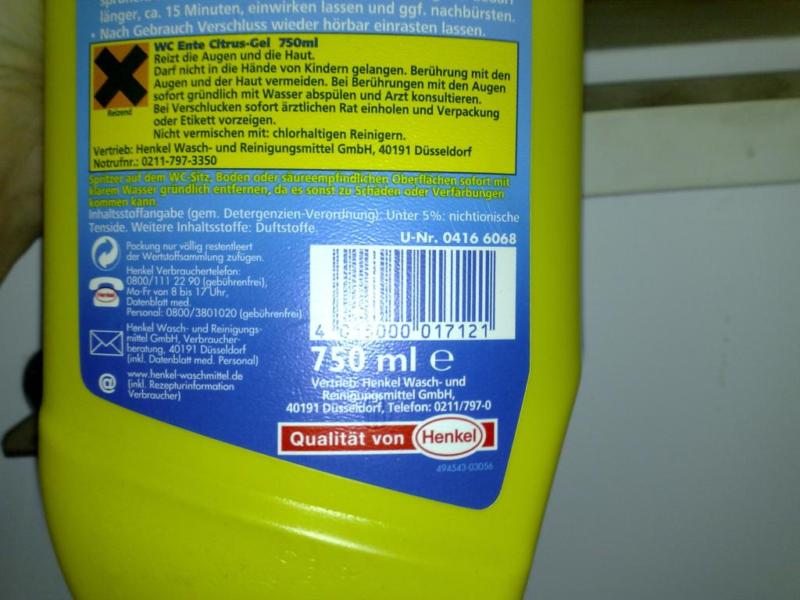 länger, ca. 15 Minuten, einwirken lassen und ggf. nachbürsten.
• Nach Gebrauch Verschluss wieder hörbar einrasten lassen.
WC Ente Citrus-Gel 750ml
Reizt die Augen und die Haut.
Darf nicht in die Hände von Kindern gelangen. Berührung mit den
Augen und der Haut vermeiden. Bei Berührungen mit den Augen
sofort gründlich mit Wasser abspülen und Arzt konsultieren.
Bei Verschlucken sofort ärztlichen Rat einholen und Verpackung
oder Etikett vorzeigen.
Nicht vermischen mit: chlorhaltigen Reinigern.
Reizend
Vertrieb: Henkel Wasch- und Reinigungsmittel GmbH, 40191 Düsseldorf
Notrufnr.: 0211-797-3350
Spritzer auf dem WC-Sitz, Boden oder säureempfindlichen Oberflächen sofort mit
klarem Wasser gründlich entfernen, da es sonst zu Schäden oder Verfärbungen
kommen kann.
Inhaltsstoffangabe (gem. Detergenzien-Verordnung): Unter 5%: nichtionische
Tenside. Weitere Inhaltsstoffe: Duftstoffe.
U-Nr. 0416 6068
Packung nur völlig restentleert
der Wertstoffsammlung zufügen.
Henkel Verbrauchertelefon:
0800/111 22 90 (gebührenfrei),
Mo-Fr von 8 bis 17 Uhr,
Datenblatt med.
Personal: 0800/3801020 (gebührenfrei)
Henkel
Henkel Wasch- und Reinigungs-
mittel GmbH, Verbraucher-
beratung, 40191 Düsseldorf
(inkl. Datenblatt med. Personal)
@ www.henkel-waschmittel.de
(inkl. Rezepturinformation
Verbraucher)
4 015000 017121
750 ml e
Vertrieb: Henkel Wasch- und
Reinigungsmittel GmbH,
40191 Düsseldorf, Telefon: 0211/797-0
Qualität von Henkel
494543-03056